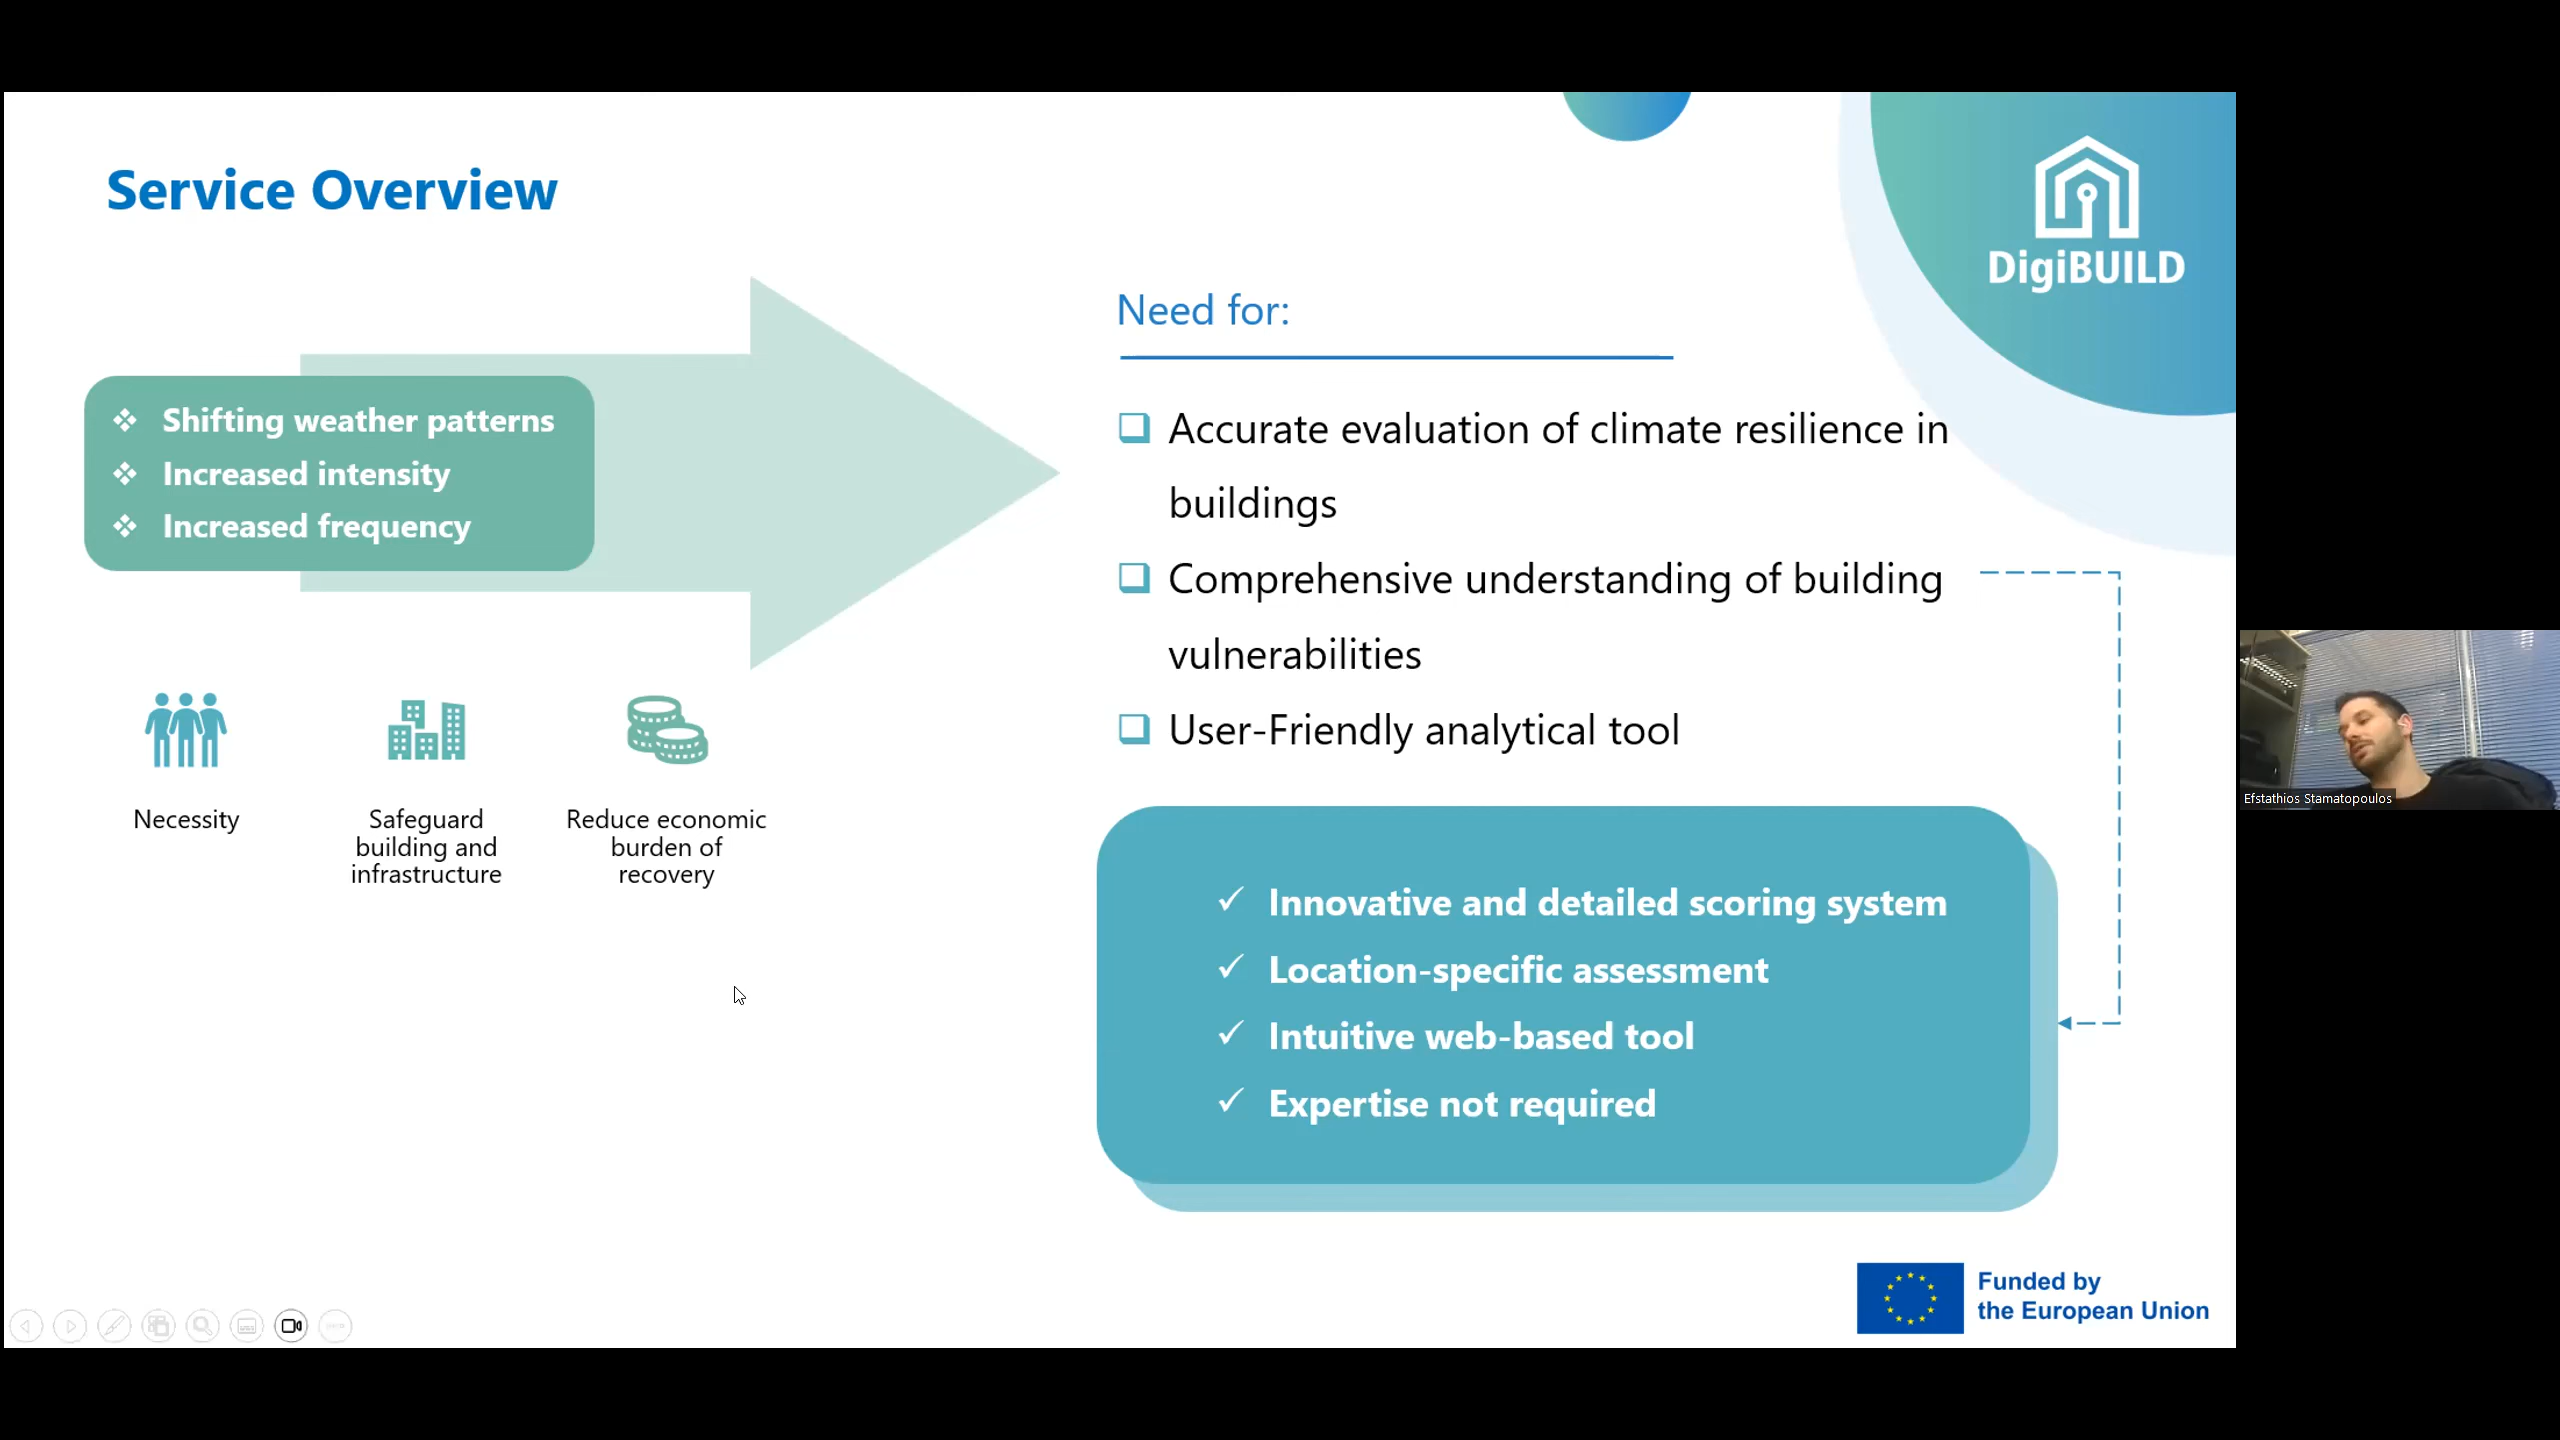 Service Overview
DigiBUILD
Shifting weather patterns
Increased intensity
Increased frequency
Necessity
Safeguard
building and
infrastructure
Reduce economic
burden of
recovery
Need for:
Accurate evaluation of climate resilience in
buildings
Comprehensive understanding of building
vulnerabilities
User-Friendly analytical tool
Innovative and detailed scoring system
Location-specific assessment
Intuitive web-based tool
Expertise not required
Funded by
the European Union
Efstathios Stamatopoulos